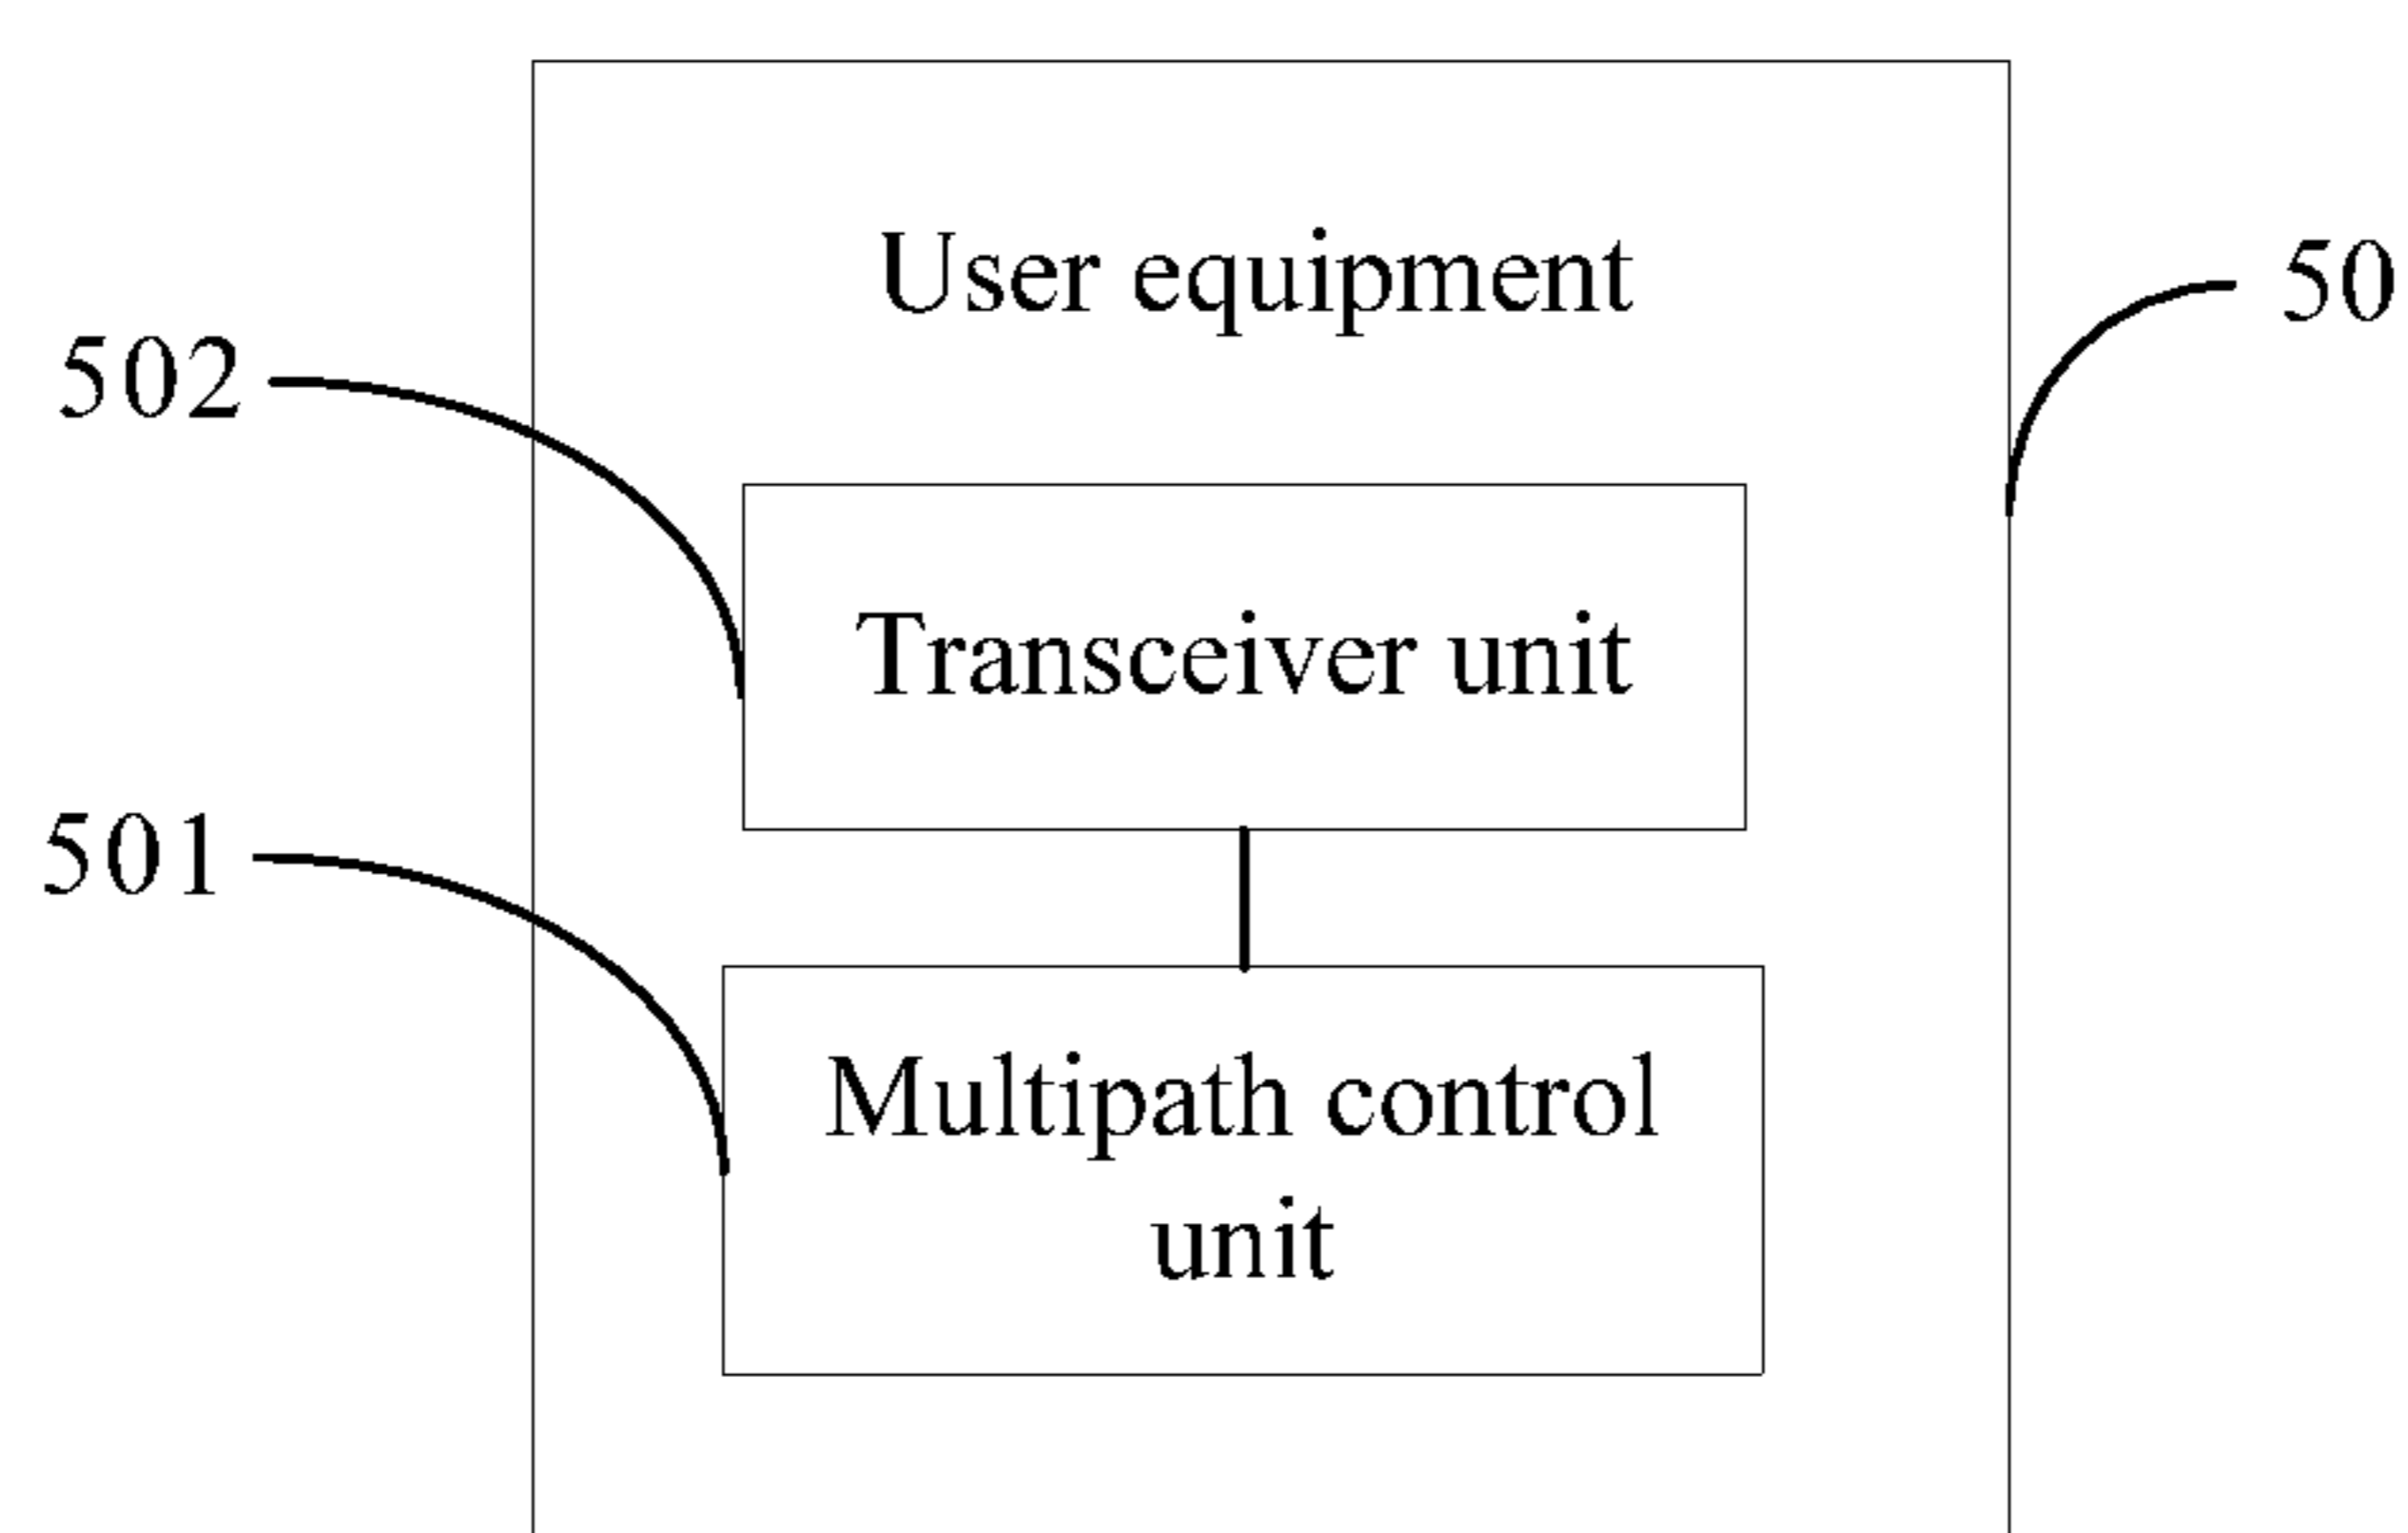 User equipment
50
502
Transceiver unit
501
Multipath control
unit